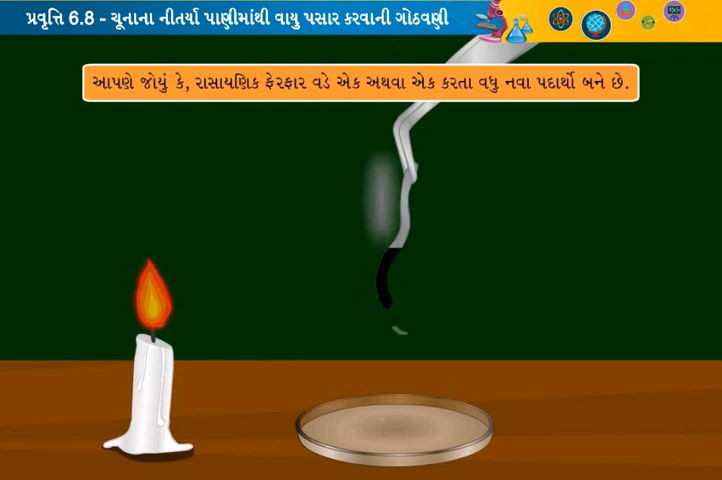 પ્રવૃત્તિ 6.8 - ચૂનાના નીતર્યા પાણીમાંથી વાયુ પસાર કરવાની ગોઠવણી
આપણે જોયું કે, રાસાયણિક ફેરફાર વડે એક અથવા એક કરતા વધુ નવા પદાર્થો બને છે.